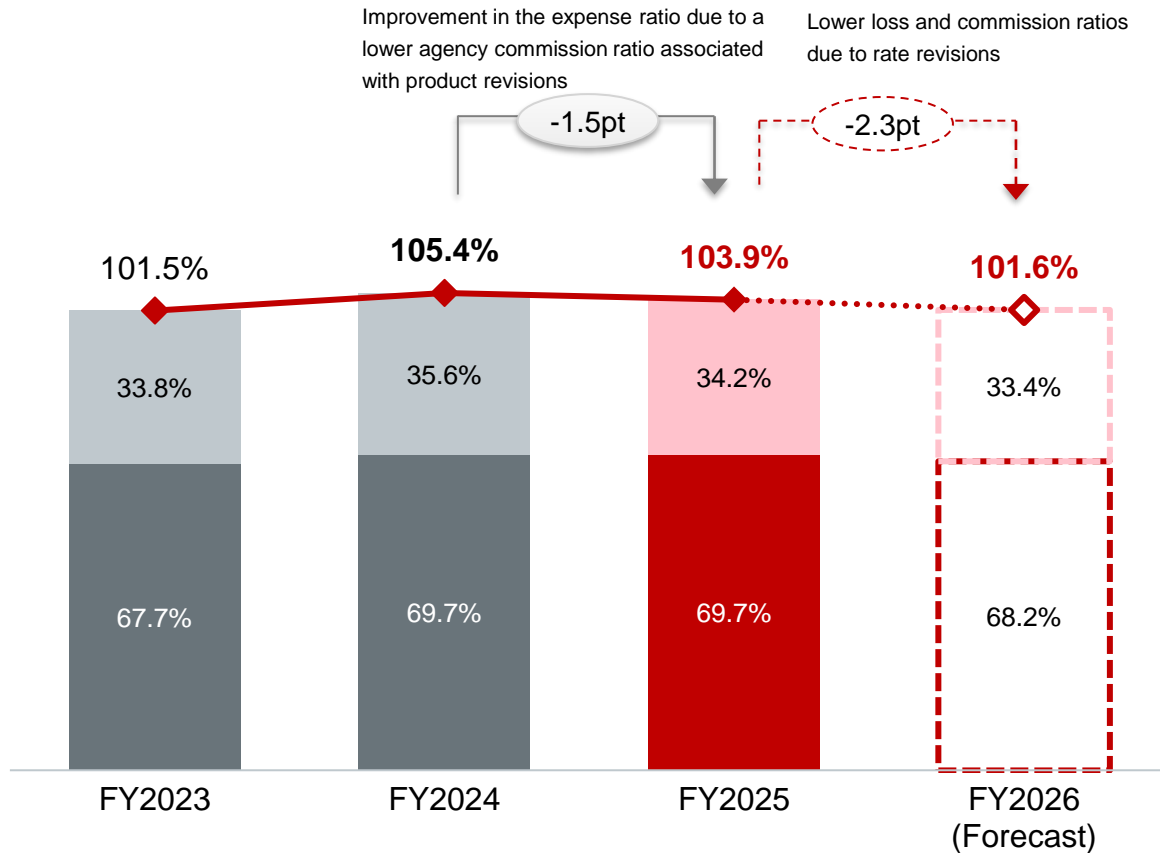 Improvement in the expense ratio due to a
lower agency commission ratio associated
with product revisions
Lower loss and commission ratios
due to rate revisions
-1.5pt
-2.3pt
101.5%
105.4%
103.9%
101.6%
33.8%
35.6%
34.2%
33.4%
67.7%
69.7%
69.7%
68.2%
FY2023
FY2024
FY2025
FY2026
(Forecast)